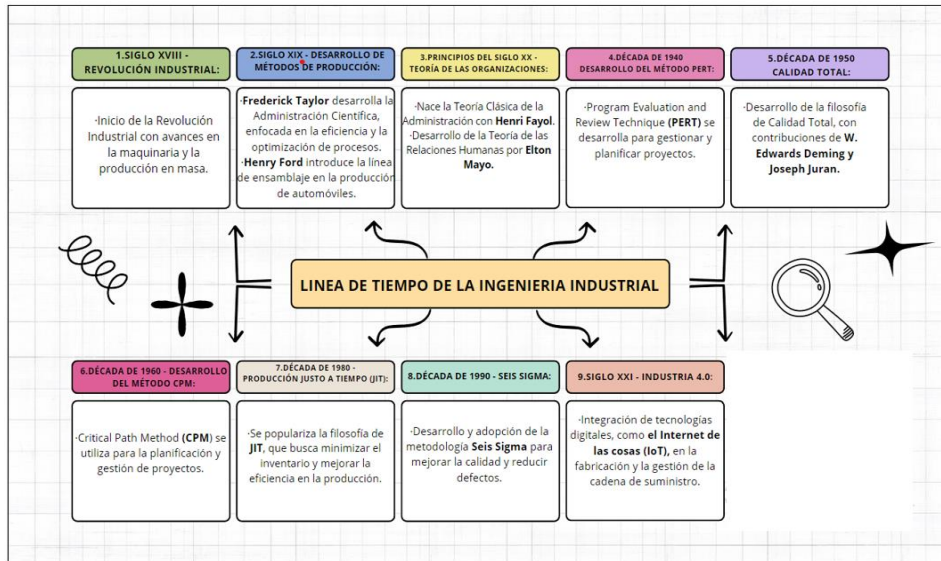 1.SIGLO XVIII -
REVOLUCIÓN INDUSTRIAL:
·Inicio de la Revolución
Industrial con avances en
la maquinaria y la
producción en masa.
2.SIGLO XIX - DESARROLLO DE
MÉTODOS DE PRODUCCIÓN:
·Frederick Taylor desarrolla la
Administración Científica,
enfocada en la eficiencia y la
optimización de procesos.
·Henry Ford introduce la línea
de ensamblaje en la producción
de automóviles.
3.PRINCIPIOS DEL SIGLO XX -
TEORÍA DE LAS ORGANIZACIONES:
·Nace la Teoría Clásica de la
Administración con Henri Fayol.
·Desarrollo de la Teoría de las
Relaciones Humanas por Elton
Mayo.
4.DÉCADA DE 1940
DESARROLLO DEL MÉTODO PERT:
·Program Evaluation and
Review Technique (PERT) se
desarrolla para gestionar y
planificar proyectos.
5.DÉCADA DE 1950
CALIDAD TOTAL:
·Desarrollo de la filosofía
de Calidad Total, con
contribuciones de W.
Edwards Deming y
Joseph Juran.
LINEA DE TIEMPO DE LA INGENIERIA INDUSTRIAL
6.DÉCADA DE 1960 - DESARROLLO
DEL MÉTODO CPM:
·Critical Path Method (CPM) se
utiliza para la planificación y
gestión de proyectos.
7.DÉCADA DE 1980 -
PRODUCCIÓN JUSTO A TIEMPO (JIT):
·Se populariza la filosofía de
JIT, que busca minimizar el
inventario y mejorar la
eficiencia en la producción.
8.DÉCADA DE 1990 - SEIS SIGMA:
·Desarrollo y adopción de la
metodología Seis Sigma para
mejorar la calidad y reducir
defectos.
9.SIGLO XXI - INDUSTRIA 4.0:
·Integración de tecnologías
digitales, como el Internet de
las cosas (IoT), en la
fabricación y la gestión de la
cadena de suministro.